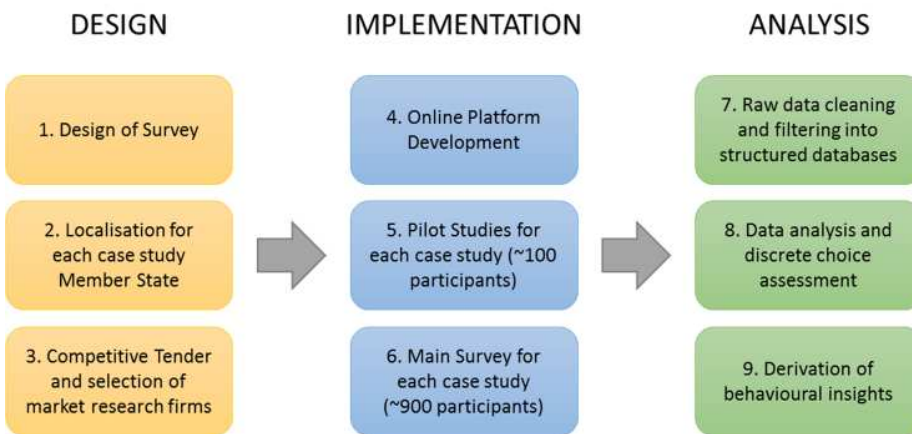 DESIGN
1. Design of Survey
2. Localisation for
each case study
Member State
3. Competitive Tender
and selection of
market research firms
IMPLEMENTATION
4. Online Platform
Development
5. Pilot Studies for
each case study (~100
participants)
6. Main Survey for
each case study
(~900 participants)
ANALYSIS
7. Raw data cleaning
and filtering into
structured databases
8. Data analysis and
discrete choice
assessment
9. Derivation of
behavioural insights